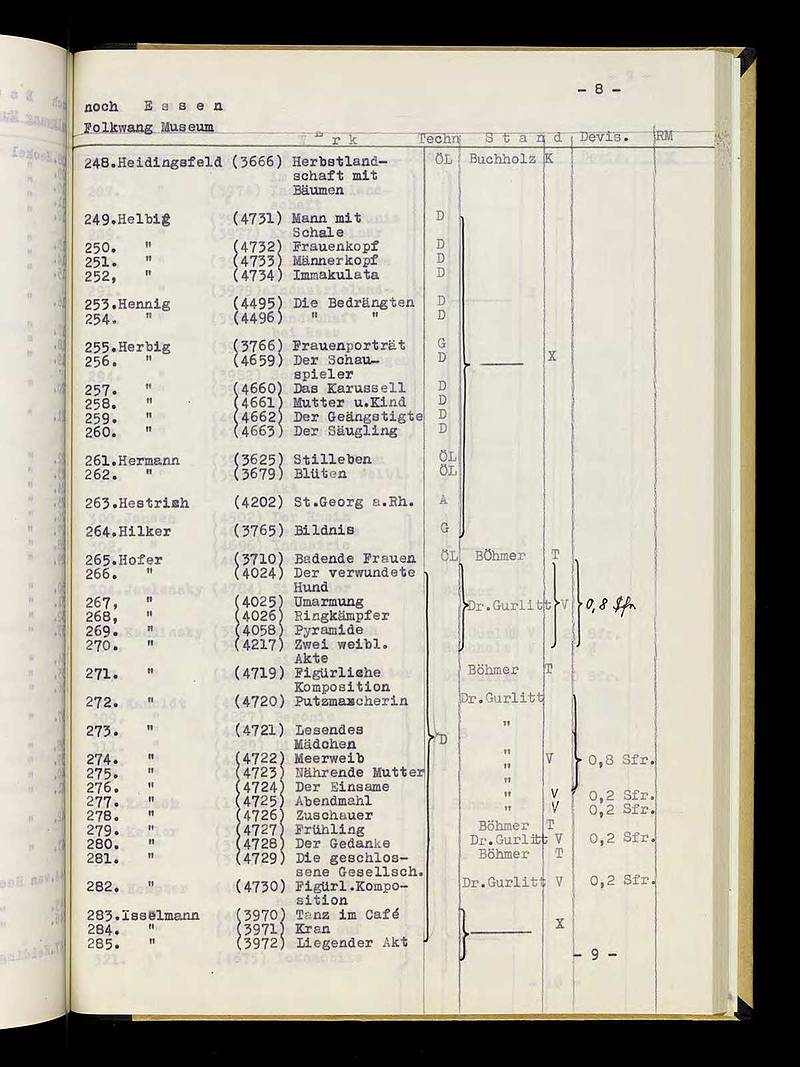 - 8 -
noch E s s e n
Folkwang Museum
W e r k Techn S t a n d Devis. RM
248.Heidingsfeld (3666) Herbstland- ÖL Buchholz K
schaft mit
Bäumen
249.Helbig (4731) Mann mit D
Schale
250. " (4732) Frauenkopf D
251. " (4733) Männerkopf D
252, " (4734) Immakulata D
253.Hennig (4495) Die Bedrängten D
254. " (4496) " " D
255.Herbig (3766) Frauenporträt G
256. " (4659) Der Schau- D X
spieler
257. " (4660) Das Karussell D
258. " (4661) Mutter u.Kind D
259. " (4662) Der Geängstigte D
260. " (4663) Der Säugling D
261.Hermann (3625) Stilleben ÖL
262. " (3679) Blüten ÖL
263.Hestrish (4202) St.Georg a.Rh. A
264.Hilker (3765) Bildnis G
265.Hofer (3710) Badende Frauen ÖL Böhmer T
266. " (4024) Der verwundete
Hund
267, " (4025) Umarmung Dr.Gurlitt V 0,8 Sfr
268, " (4026) Ringkämpfer
269. " (4058) Pyramide
270. " (4217) Zwei weibl.
Akte
271. " (4719) Figürliche Böhmer T
Komposition
272. " (4720) Putzmascherin Dr.Gurlitt
273. " (4721) Lesendes "
Mädchen D
274. " (4722) Meerweib " V 0,8 Sfr.
275. " (4723) Nährende Mutter "
276. " (4724) Der Einsame "
277. " (4725) Abendmahl " V 0,2 Sfr.
278. " (4726) Zuschauer " V 0,2 Sfr.
279. " (4727) Frühling Böhmer T
280. " (4728) Der Gedanke Dr.Gurlitt V 0,2 Sfr.
281. " (4729) Die geschlos- Böhmer T
sene Gesellsch.
282. " (4730) Figürl.Kompo- Dr.Gurlitt V 0,2 Sfr.
sition
283.Isselmann (3970) Tanz im Café
284. " (3971) Kran X
285. " (3972) Liegender Akt
- 9 -